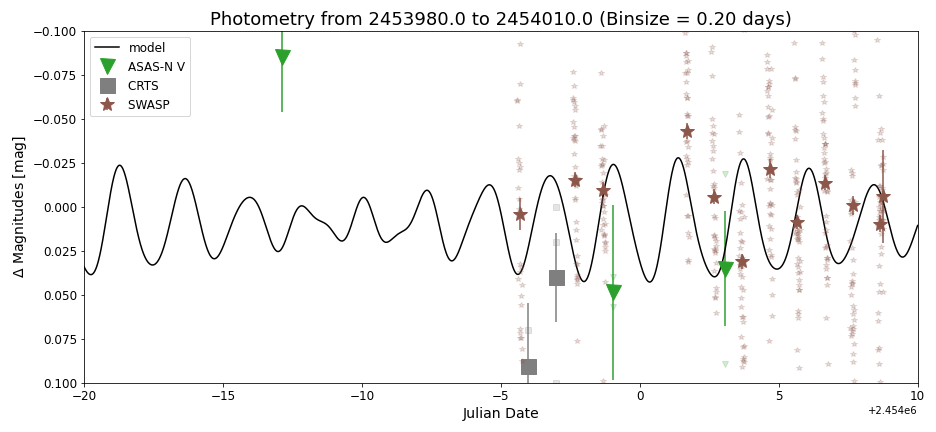 Photometry from 2453980.0 to 2454010.0 (Binsize = 0.20 days)
−0.100
−0.075
−0.050
−0.025
0.000
0.025
0.050
0.075
0.100
Δ Magnitudes [mag]
model
ASAS-N V
CRTS
SWASP
−20
−15
−10
−5
0
5
10
Julian Date
+2.454e6